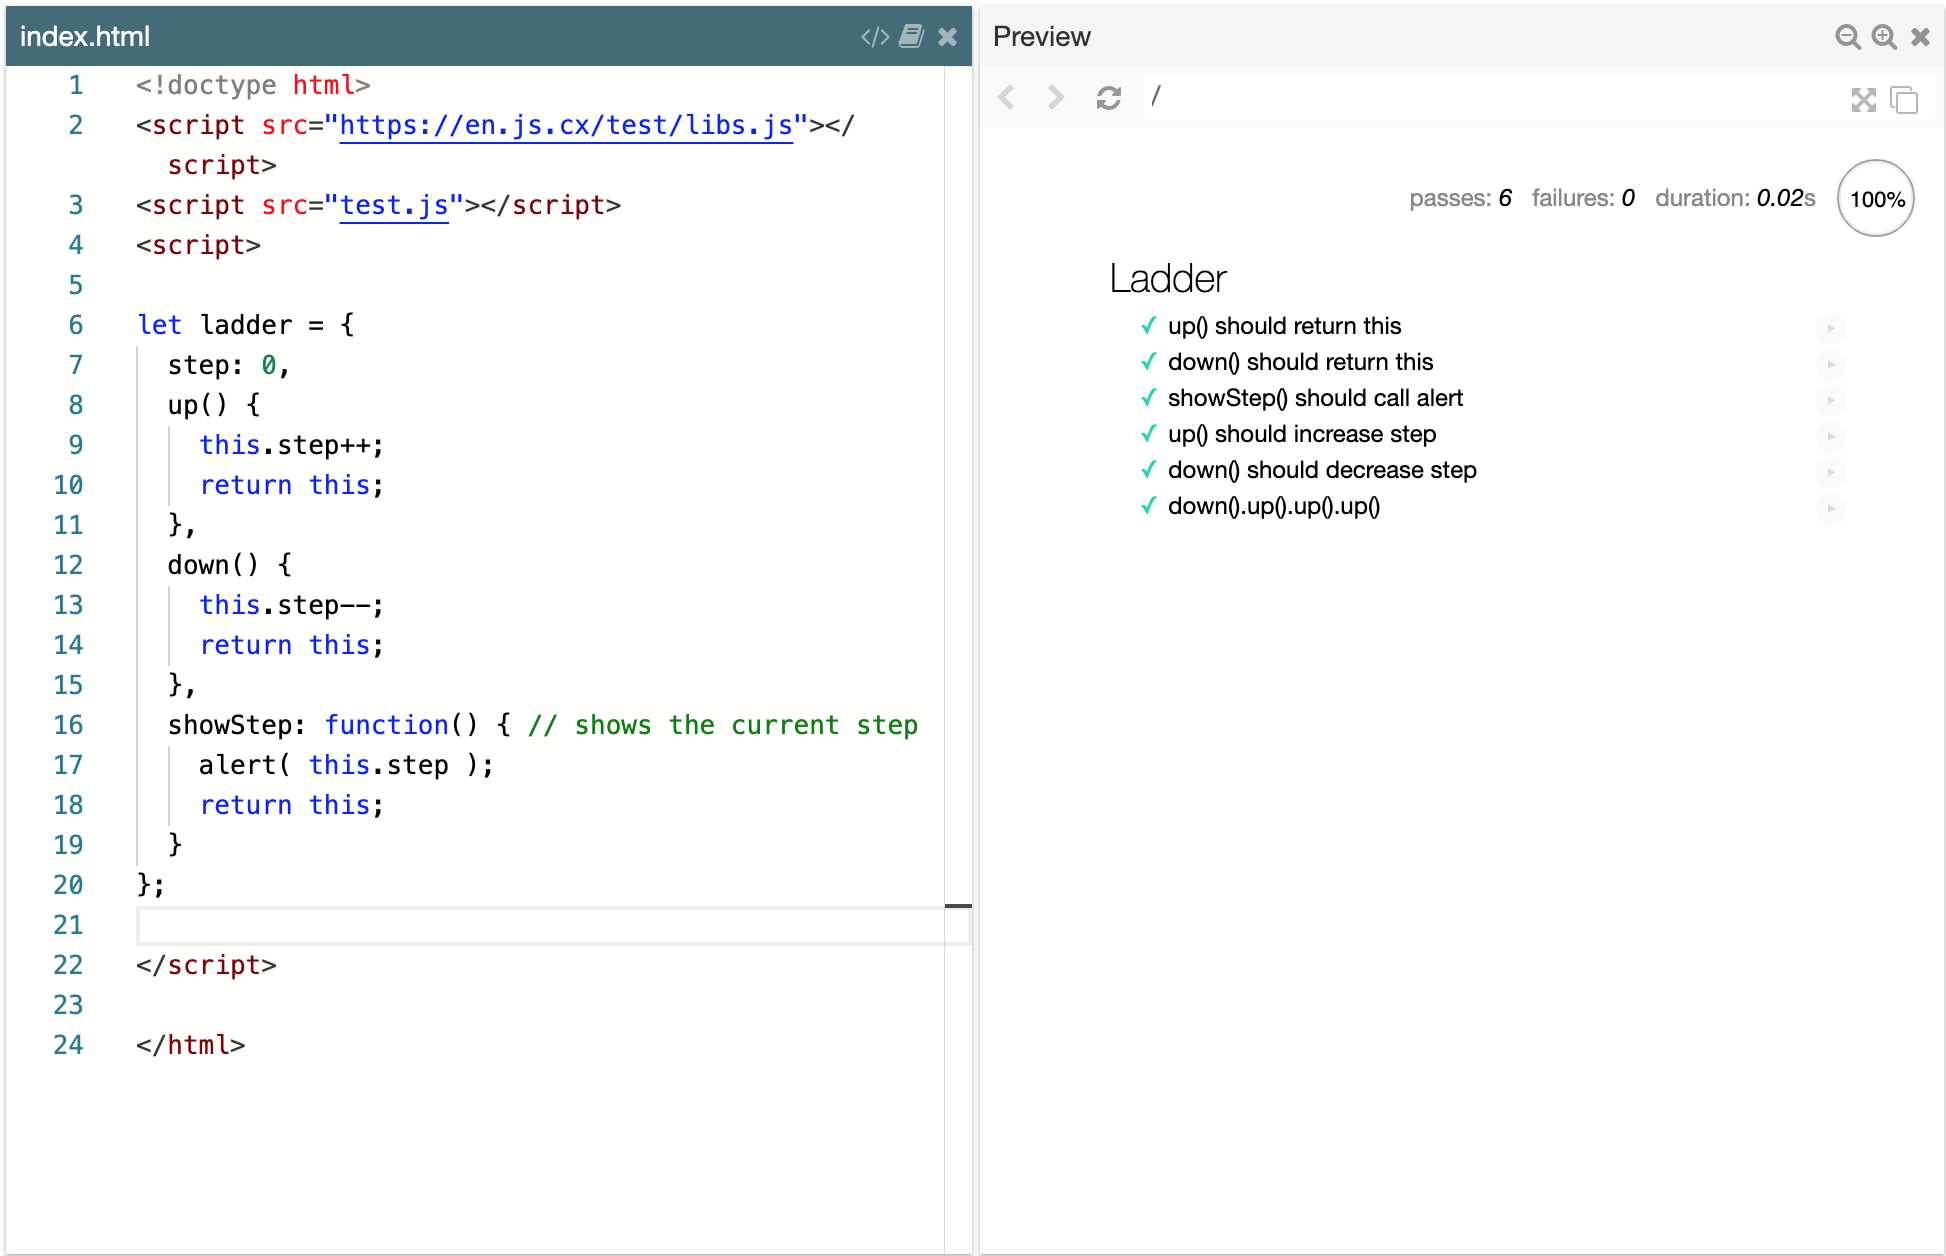 index.html
1 <!doctype html>
2 <script src="https://en.js.cx/test/libs.js"></
script>
3 <script src="test.js"></script>
4 <script>
5
6 let ladder = {
7 step: 0,
8 up() {
9 this.step++;
10 return this;
11 },
12 down() {
13 this.step--;
14 return this;
15 },
16 showStep: function() { // shows the current step
17 alert( this.step );
18 return this;
19 }
20 };
21
22 </script>
23
24 </html>
Preview
/
passes: 6 failures: 0 duration: 0.02s 100%
Ladder
✓ up() should return this
✓ down() should return this
✓ showStep() should call alert
✓ up() should increase step
✓ down() should decrease step
✓ down().up().up().up()